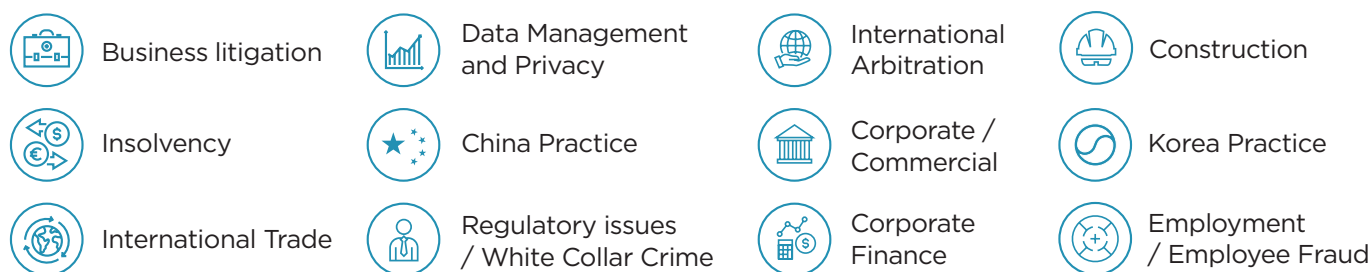 Business litigation
Data Management
and Privacy
International
Arbitration
Construction
Insolvency
China Practice
Corporate /
Commercial
Korea Practice
International Trade
Regulatory issues
/ White Collar Crime
Corporate
Finance
Employment
/ Employee Fraud